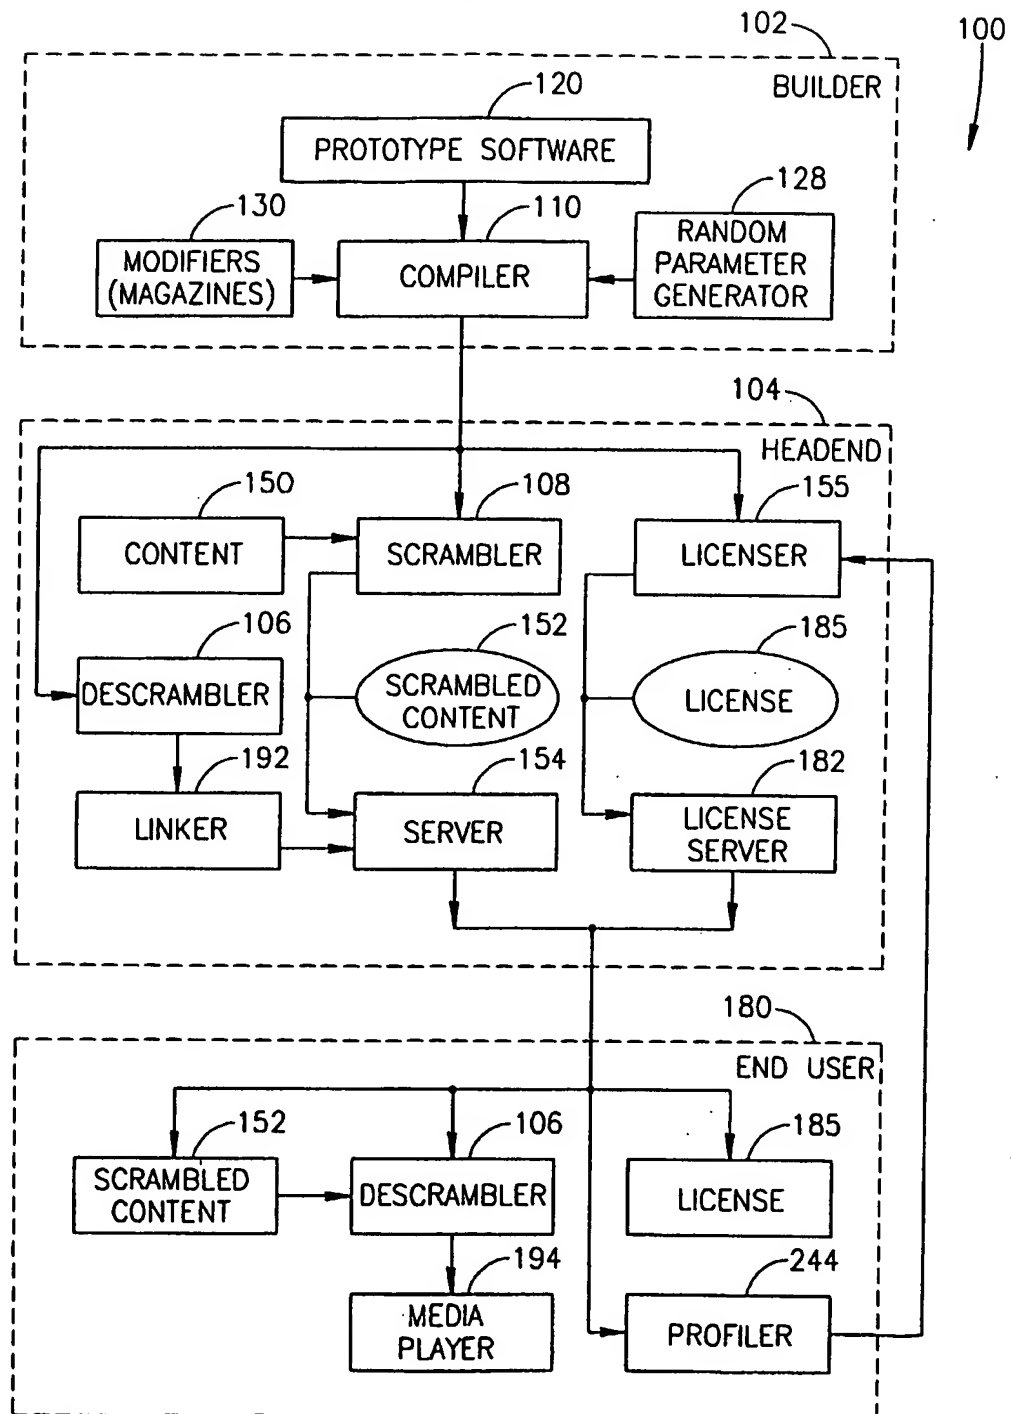 102
100
BUILDER
120
PROTOTYPE SOFTWARE
130
110
128
MODIFIERS
(MAGAZINES)
COMPILER
RANDOM
PARAMETER
GENERATOR
104
HEADEND
150
108
155
CONTENT
SCRAMBLER
LICENSER
106
152
185
DESCRAMBLER
SCRAMBLED
CONTENT
LICENSE
192
154
182
LINKER
SERVER
LICENSE
SERVER
180
END USER
152
106
185
SCRAMBLED
CONTENT
DESCRAMBLER
LICENSE
194
244
MEDIA
PLAYER
PROFILER